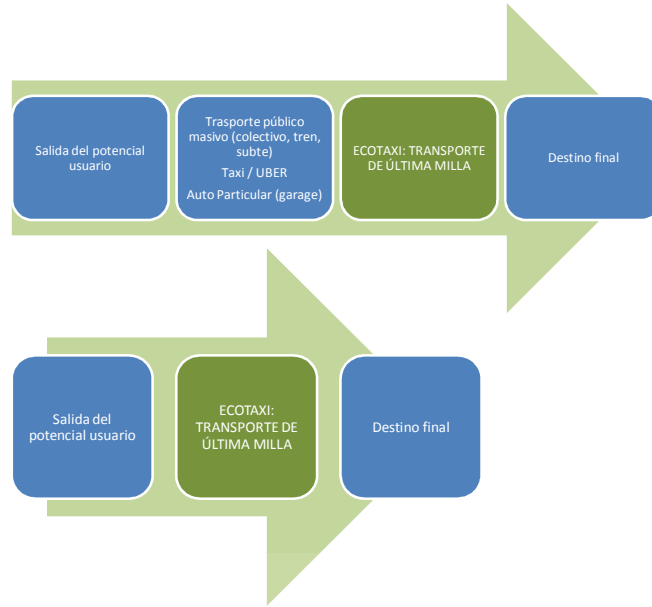 Salida del potencial
usuario
Trasporte público
masivo (colectivo, tren,
subte)
Taxi / UBER
Auto Particular (garage)
ECOTAXI: TRANSPORTE
DE ÚLTIMA MILLA
Destino final
Salida del
potencial usuario
ECOTAXI:
TRANSPORTE DE
ÚLTIMA MILLA
Destino final